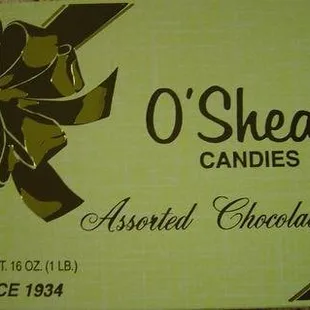 O'Shea
CANDIES
Assorted Chocola
T. 16 OZ. (1 LB.)
CE 1934